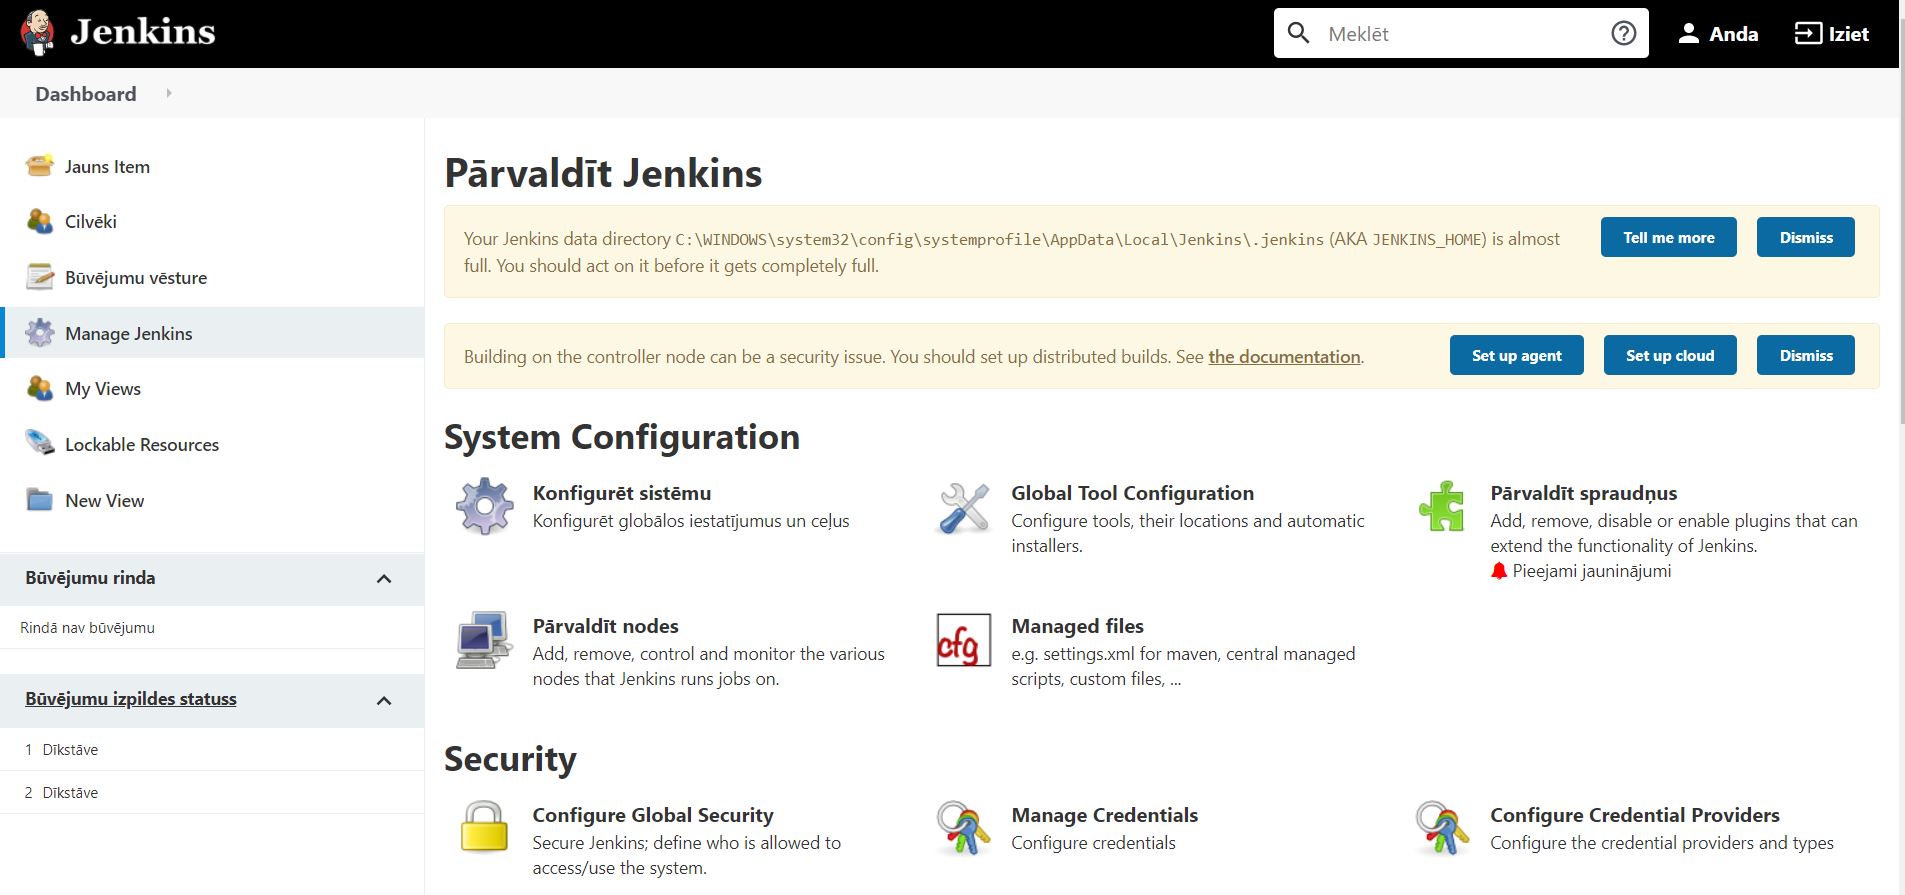 Jenkins
Meklēt
Anda
Iziet
Dashboard
Jauns Item
Cilvēki
Būvējumu vēsture
Manage Jenkins
My Views
Lockable Resources
New View
Būvējumu rinda
Rindā nav būvējumu
Būvējumu izpildes statuss
1 Dīkstāve
2 Dīkstāve
Pārvaldīt Jenkins
Your Jenkins data directory C:\WINDOWS\system32\config\systemprofile\AppData\Local\Jenkins\.jenkins (AKA JENKINS_HOME) is almost
full. You should act on it before it gets completely full.
Tell me more
Dismiss
Building on the controller node can be a security issue. You should set up distributed builds. See the documentation.
Set up agent
Set up cloud
Dismiss
System Configuration
Konfigurēt sistēmu
Konfigurēt globālos iestatījumus un ceļus
Global Tool Configuration
Configure tools, their locations and automatic
installers.
Pārvaldīt spraudņus
Add, remove, disable or enable plugins that can
extend the functionality of Jenkins.
Pieejami jauninājumi
Pārvaldīt nodes
Add, remove, control and monitor the various
nodes that Jenkins runs jobs on.
cfg
Managed files
e.g. settings.xml for maven, central managed
scripts, custom files, ...
Security
Configure Global Security
Secure Jenkins; define who is allowed to
access/use the system.
Manage Credentials
Configure credentials
Configure Credential Providers
Configure the credential providers and types